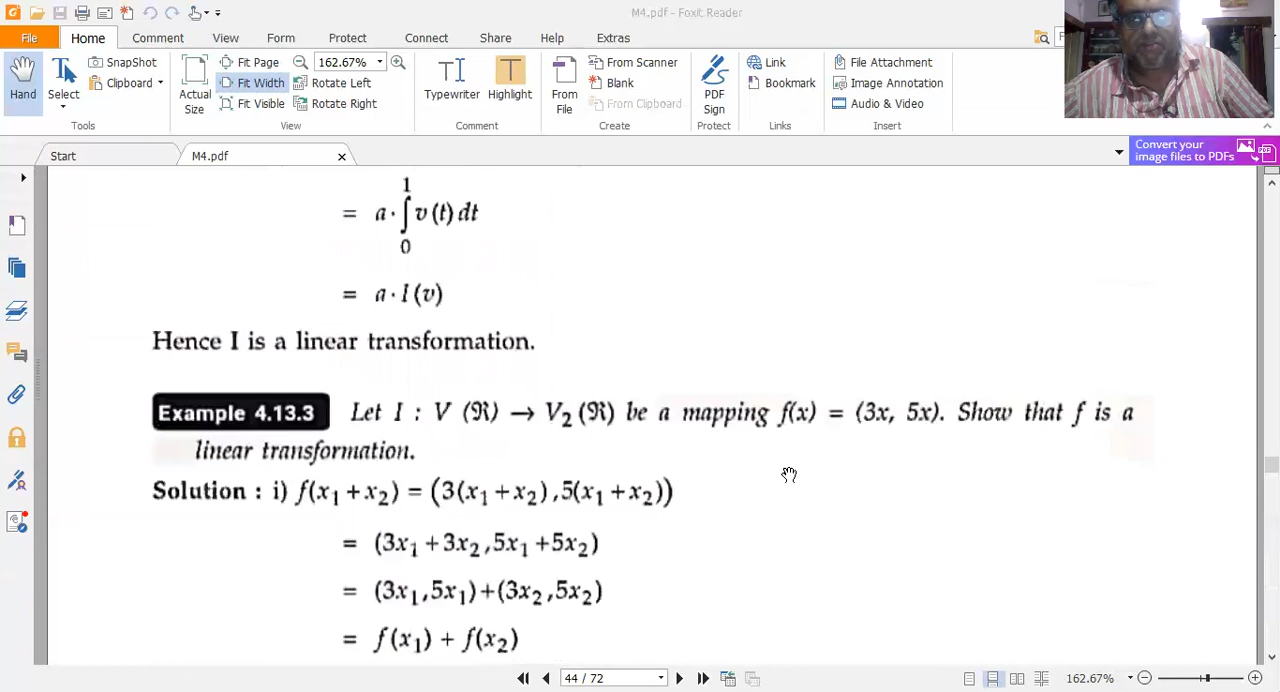 M4.pdf - Foxit Reader
File Home Comment View Form Protect Connect Share Help Extras
Hand Select SnapShot Clipboard Actual Size Fit Page Fit Width Fit Visible 162.67% Rotate Left Rotate Right Typewriter Highlight From File From Scanner Blank From Clipboard PDF Sign Link Bookmark File Attachment Image Annotation Audio & Video
Tools View Comment Create Protect Links Insert
Start M4.pdf
Convert your image files to PDFs
1
= a · ∫ v (t) dt
0
= a · I (v)
Hence I is a linear transformation.
Example 4.13.3 Let I : V (ℜ) → V₂ (ℜ) be a mapping f(x) = (3x, 5x). Show that f is a
linear transformation.
Solution : i) f(x₁ + x₂) = (3(x₁ + x₂) ,5(x₁ + x₂))
= (3x₁ + 3x₂ ,5x₁ + 5x₂)
= (3x₁ ,5x₁) + (3x₂ ,5x₂)
= f(x₁) + f(x₂)
44 / 72 162.67%